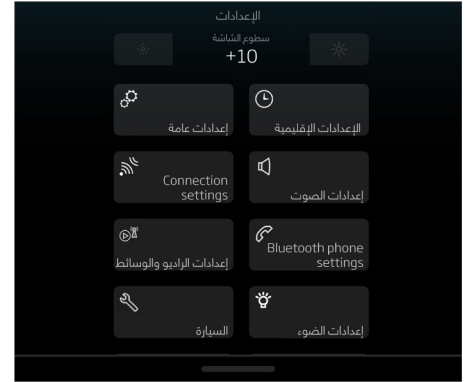 الإعدادات
سطوع الشاشة
+10
الإعدادات الإقليمية
إعدادات عامة
إعدادات الصوت
Connection
settings
Bluetooth phone
settings
إعدادات الراديو والوسائط
إعدادات الضوء
السيارة